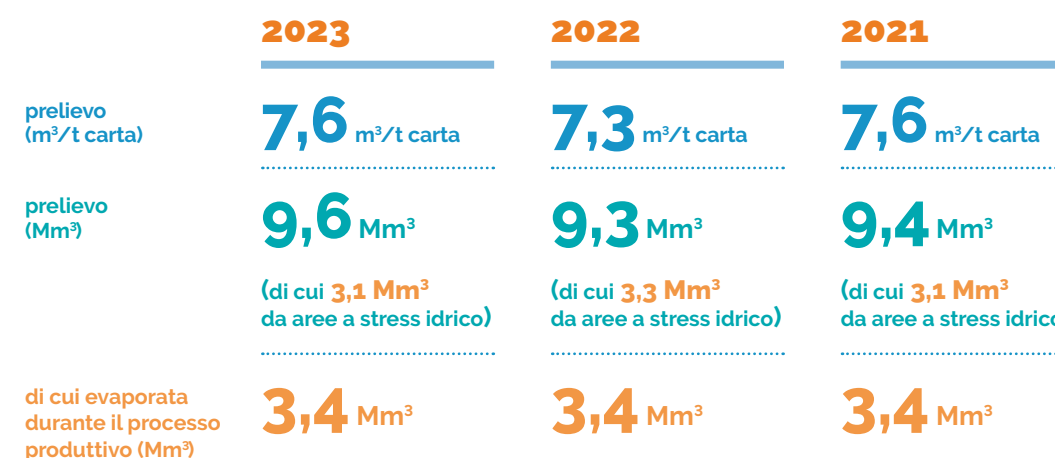 2023 2022 2021
prelievo
(m³/t carta)
7,6 m³/t carta 7,3 m³/t carta 7,6 m³/t carta
prelievo
(Mm³)
9,6 Mm³ 9,3 Mm³ 9,4 Mm³
(di cui 3,1 Mm³ (di cui 3,3 Mm³ (di cui 3,1 Mm³
da aree a stress idrico) da aree a stress idrico) da aree a stress idrico
di cui evaporata
durante il processo
produttivo (Mm³)
3,4 Mm³ 3,4 Mm³ 3,4 Mm³